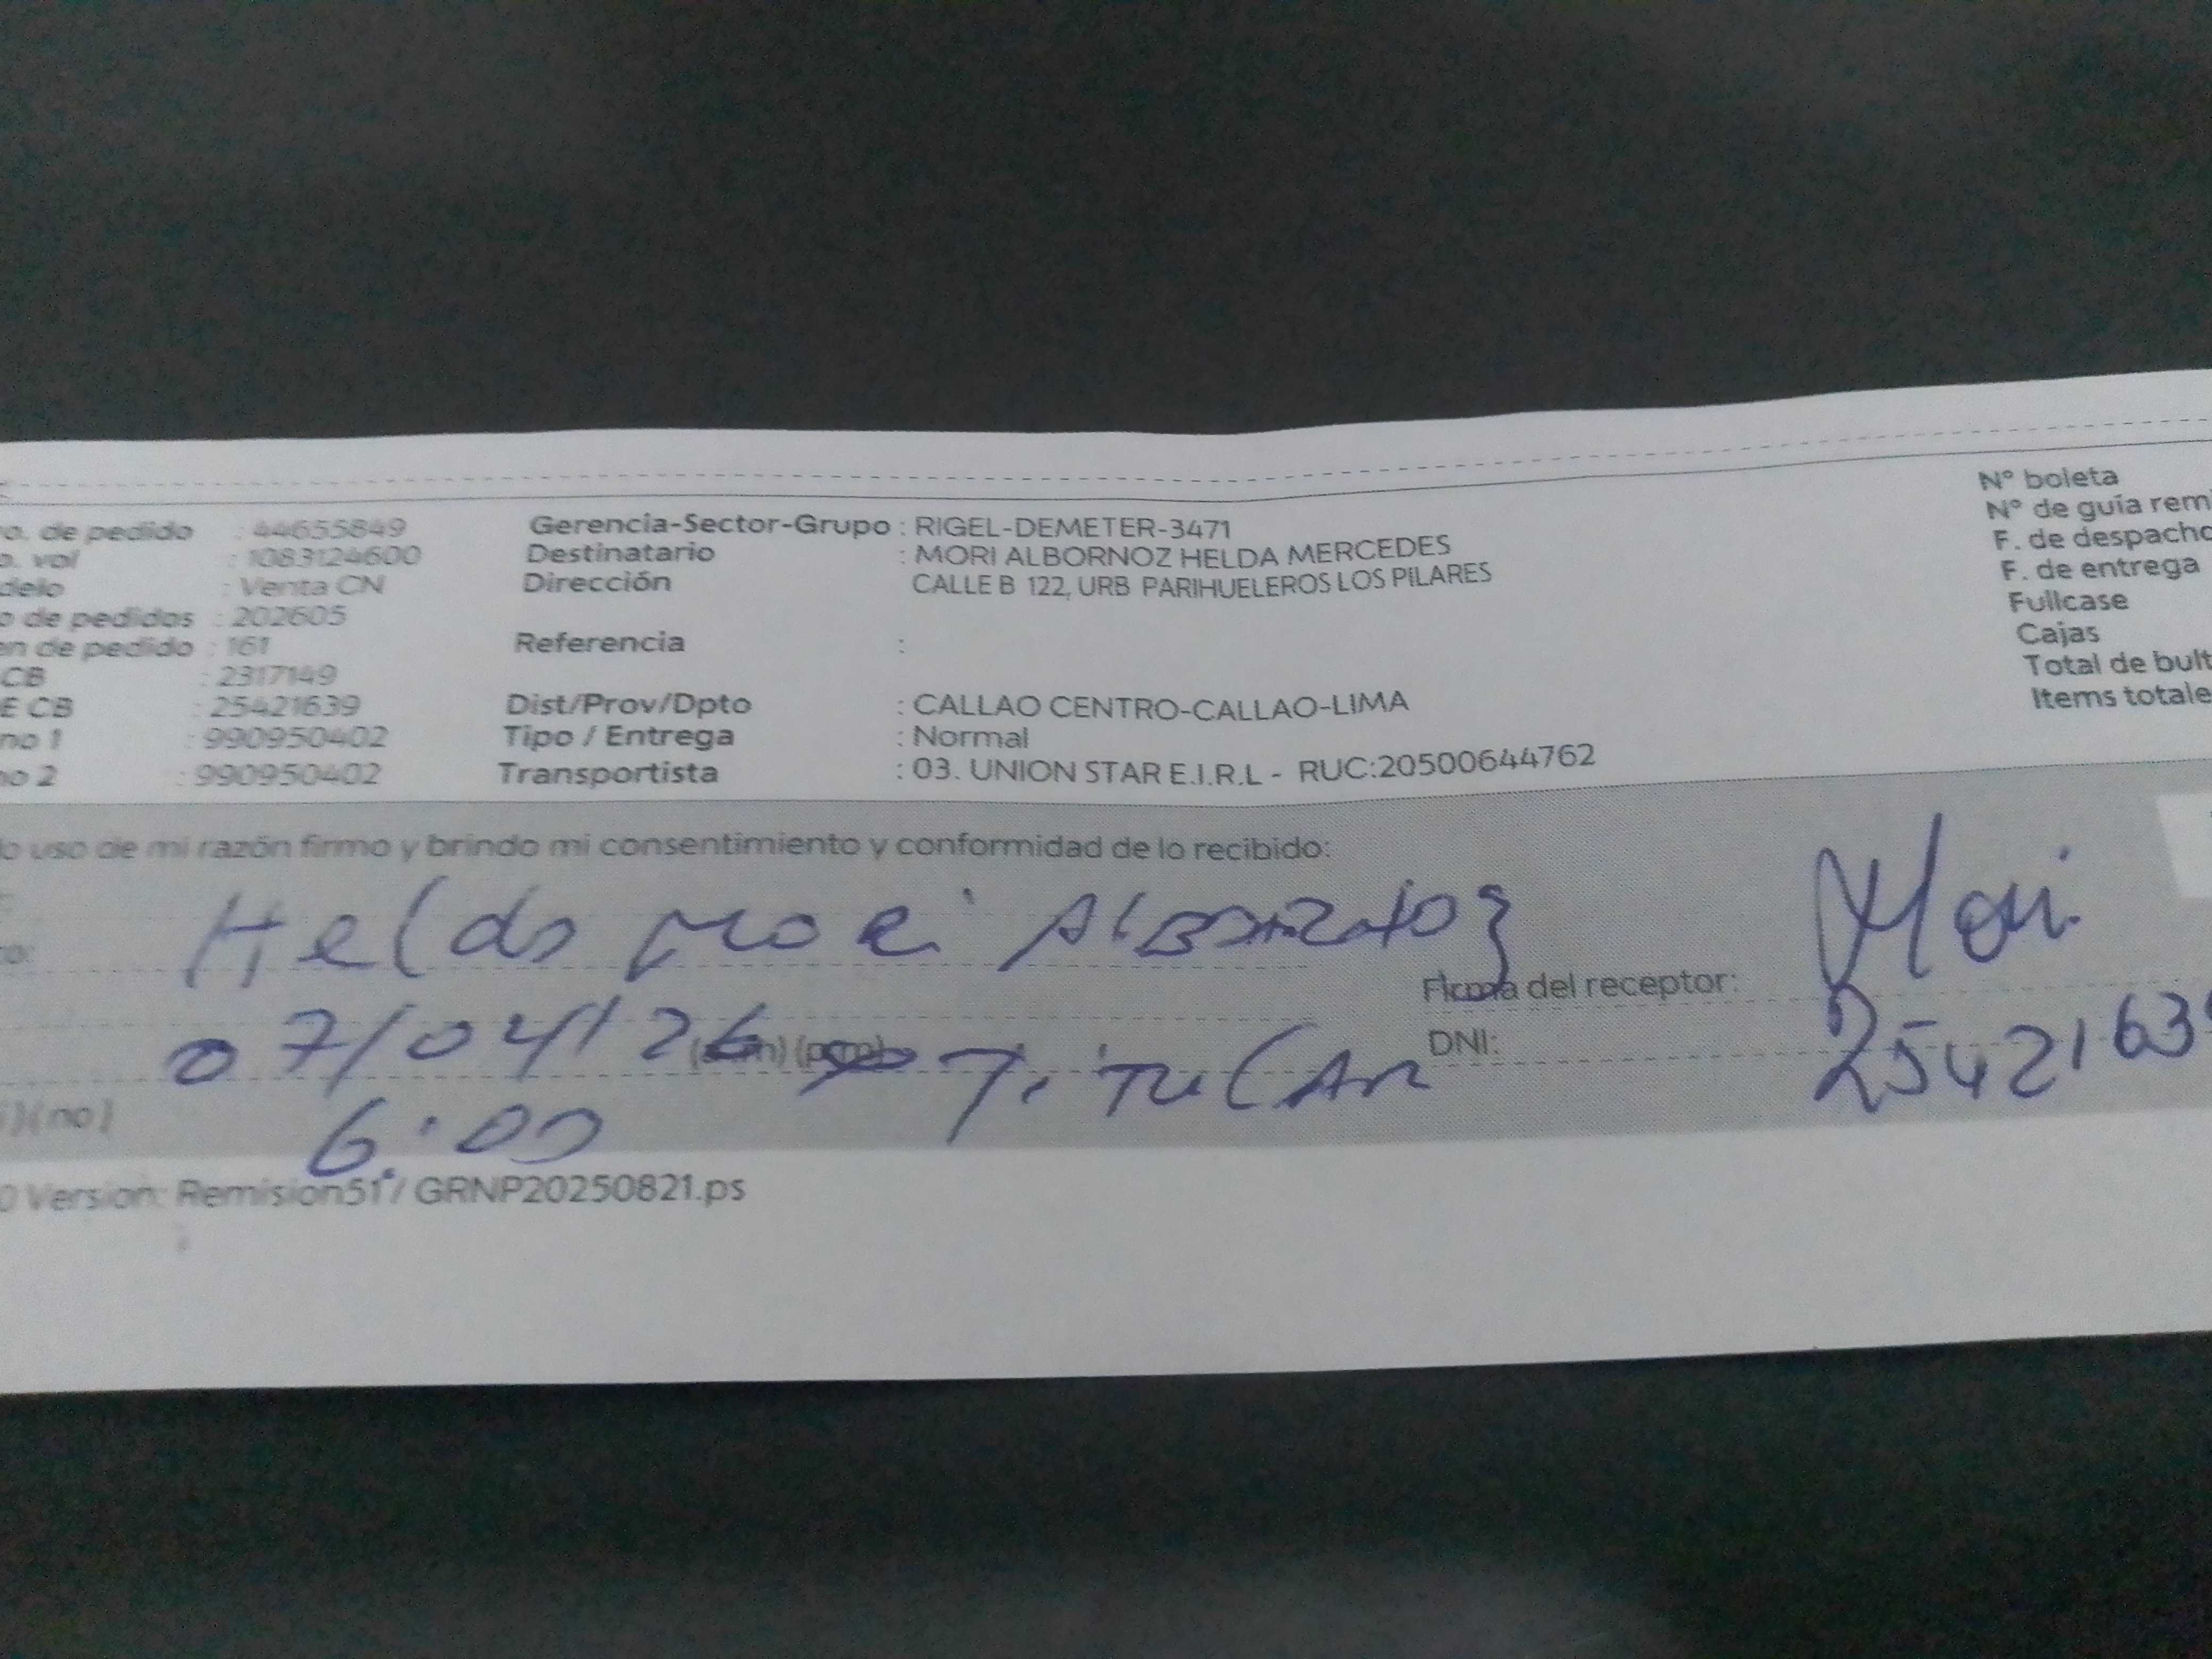 o. de pedido : 44655849 Gerencia-Sector-Grupo : RIGEL-DEMETER-3471 N° boleta
o. vol : 1083124600 Destinatario : MORI ALBORNOZ HELDA MERCEDES N° de guía rem
delo : Venta CN Dirección CALLE B 122, URB PARIHUELEROS LOS PILARES F. de despacho
o de pedidos : 202605 F. de entrega
en de pedido : 161 Referencia : Fullcase
CB : 2317149 Cajas
E CB : 25421639 Dist/Prov/Dpto : CALLAO CENTRO-CALLAO-LIMA Total de bult
no 1 : 990950402 Tipo / Entrega : Normal Items totale
no 2 : 990950402 Transportista : 03. UNION STAR E.I.R.L - RUC:20500644762
o uso de mi razón firmo y brindo mi consentimiento y conformidad de lo recibido:
Helda Mori Albornoz Firma del receptor: Mori
07/04/26 Titular DNI: 2542163
)(no) 6:00
0 Version: Remision51 / GRNP20250821.ps